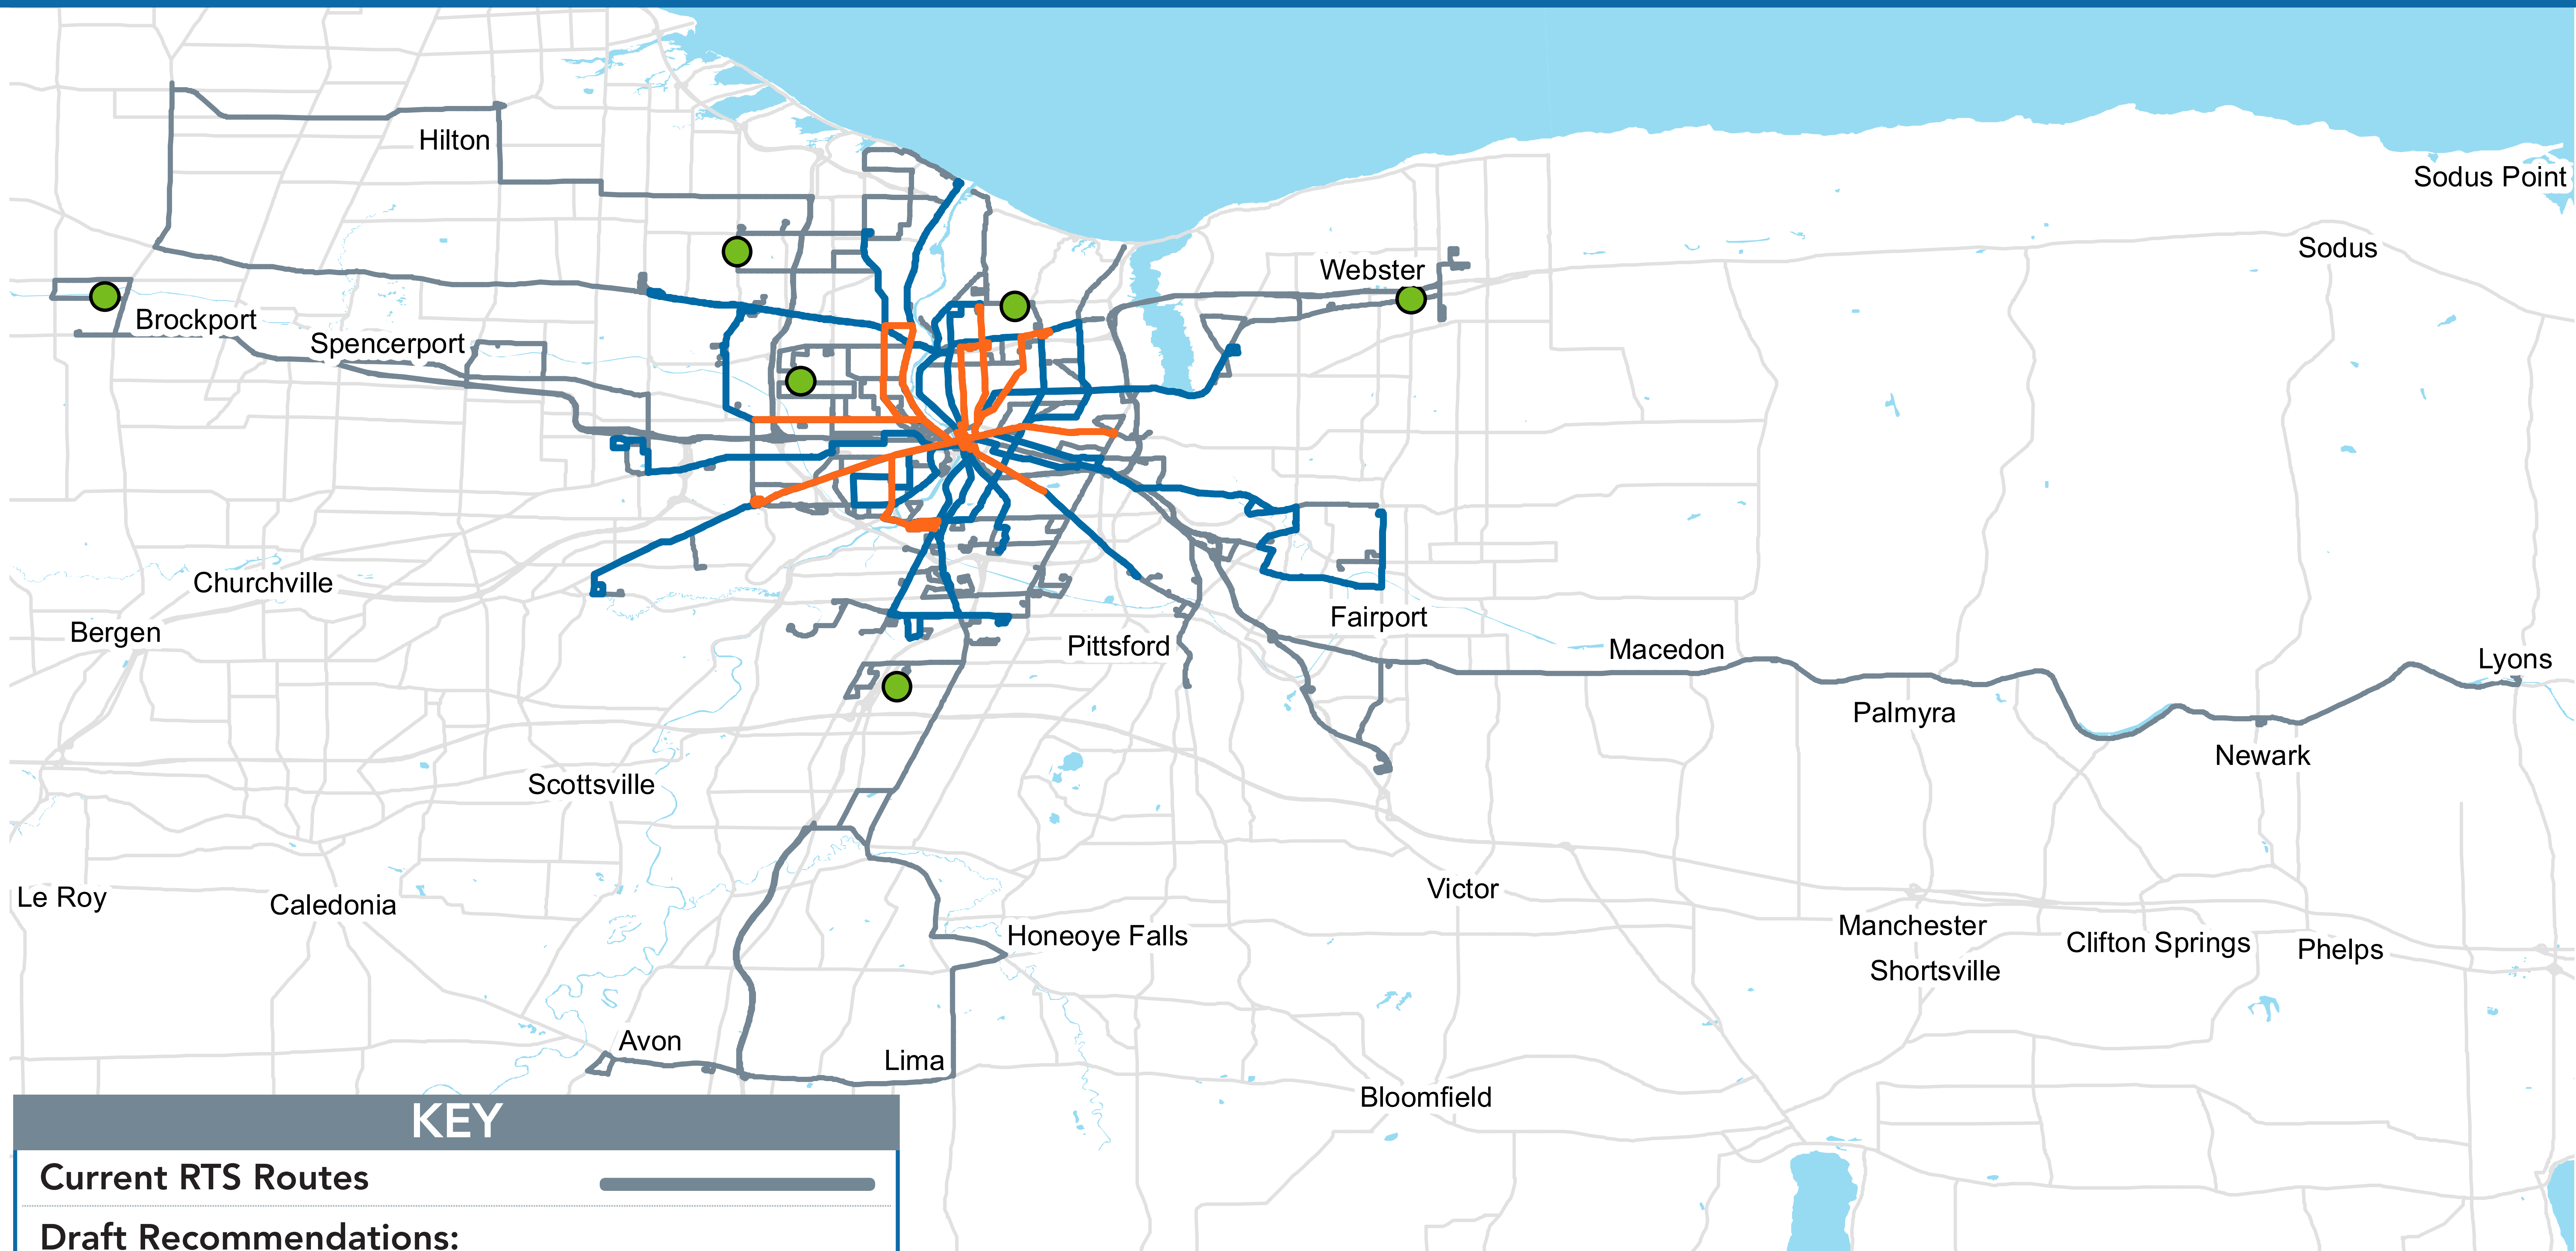 Hilton
Sodus Point
Sodus
Webster
Brockport
Spencerport
Churchville
Bergen
Fairport
Pittsford
Macedon
Lyons
Palmyra
Newark
Scottsville
Le Roy
Caledonia
Victor
Honeoye Falls
Manchester
Clifton Springs
Phelps
Shortsville
Avon
Lima
Bloomfield
KEY
Current RTS Routes
Draft Recommendations: